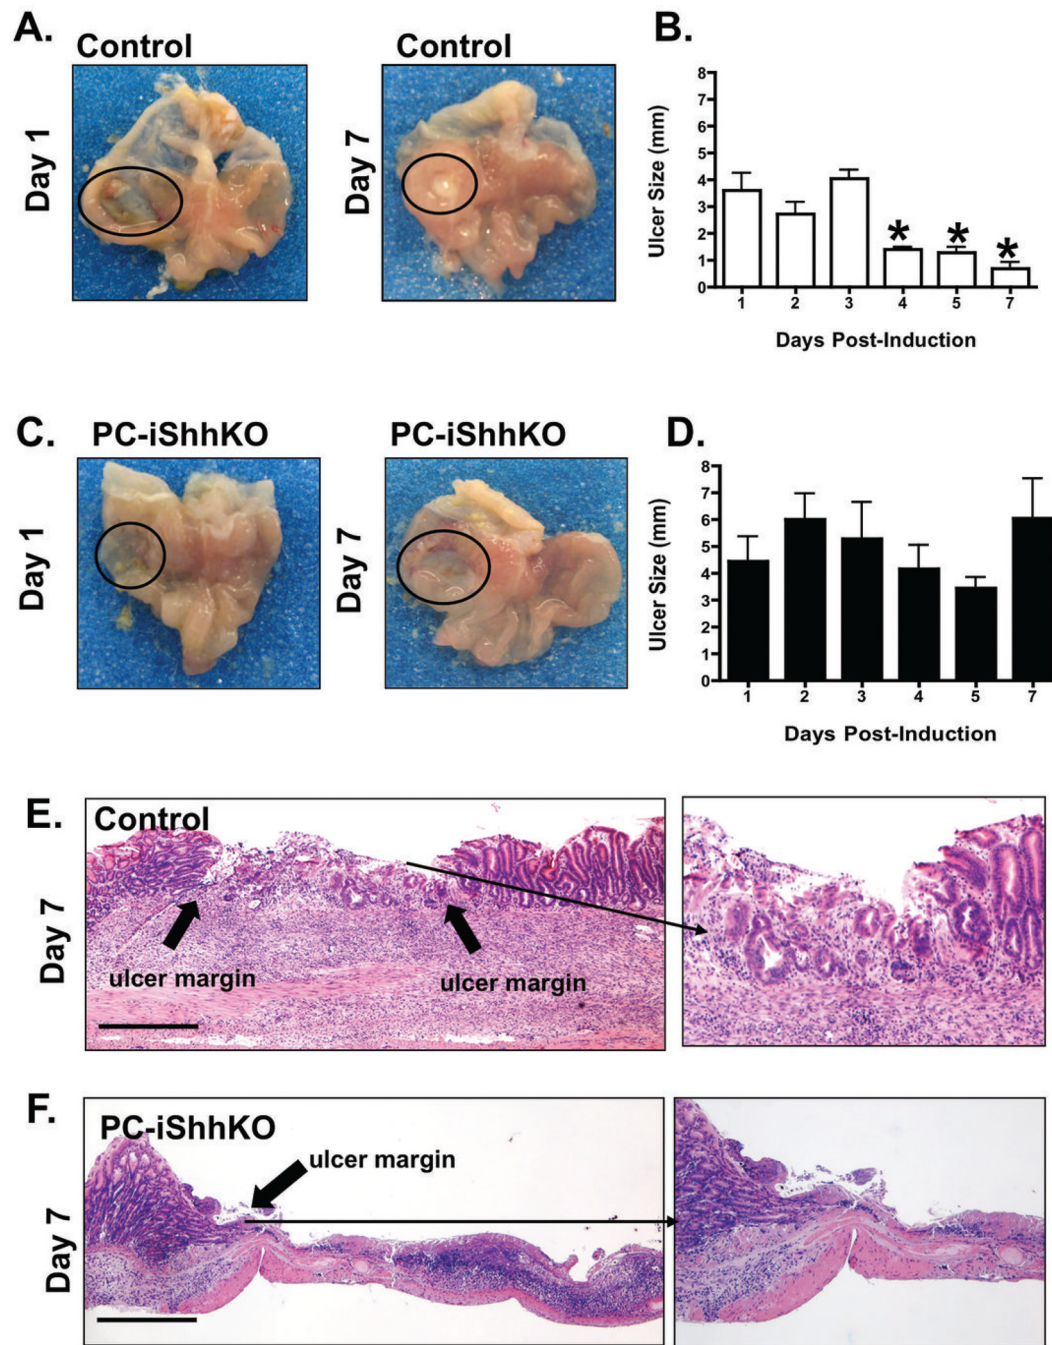 A.
Control
Control
Day 1
Day 7
B.
Ulcer Size (mm)
8
7
6
5
4
3
2
1
0
* * *
1 2 3 4 5 7
Days Post-Induction
C.
PC-iShhKO
PC-iShhKO
Day 1
Day 7
D.
Ulcer Size (mm)
8
7
6
5
4
3
2
1
0
1 2 3 4 5 7
Days Post-Induction
E.
Control
Day 7
ulcer margin
ulcer margin
F.
PC-iShhKO
Day 7
ulcer margin